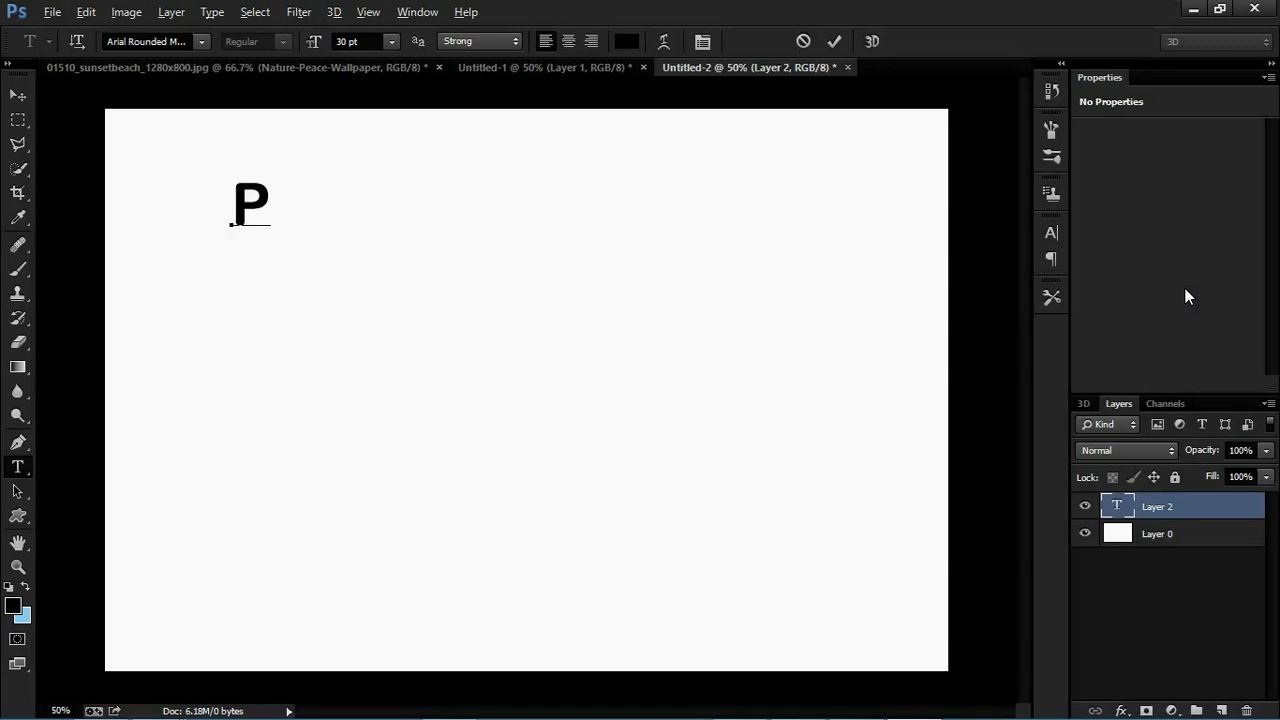 Ps File Edit Image Layer Type Select Filter 3D View Window Help
T Arial Rounded M... Regular 30 pt aa Strong 3D 3D
01510_sunsetbeach_1280x800.jpg @ 66.7% (Nature-Peace-Wallpaper, RGB/8) * × Untitled-1 @ 50% (Layer 1, RGB/8) * × Untitled-2 @ 50% (Layer 2, RGB/8) * ×
Properties
No Properties
P
3D Layers Channels
Kind
Normal Opacity: 100%
Lock: Fill: 100%
T Layer 2
Layer 0
50% Doc: 6.18M/0 bytes